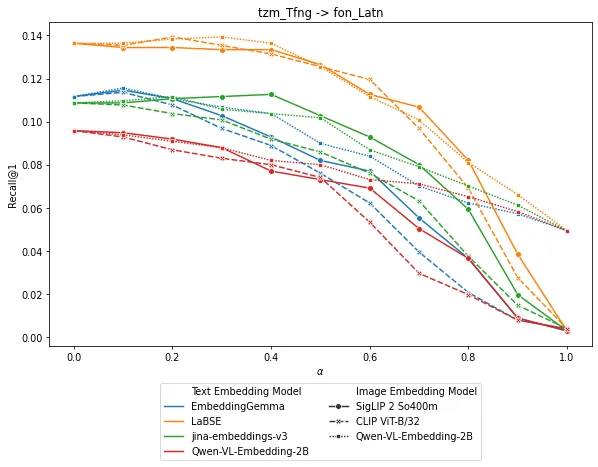 tzm_Tfng -> fon_Latn
0.14
0.12
0.10
0.08
0.06
0.04
0.02
0.00
Recall@1
0.0 0.2 0.4 0.6 0.8 1.0
α
Text Embedding Model Image Embedding Model
EmbeddingGemma SigLIP 2 So400m
LaBSE CLIP ViT-B/32
jina-embeddings-v3 Qwen-VL-Embedding-2B
Qwen-VL-Embedding-2B